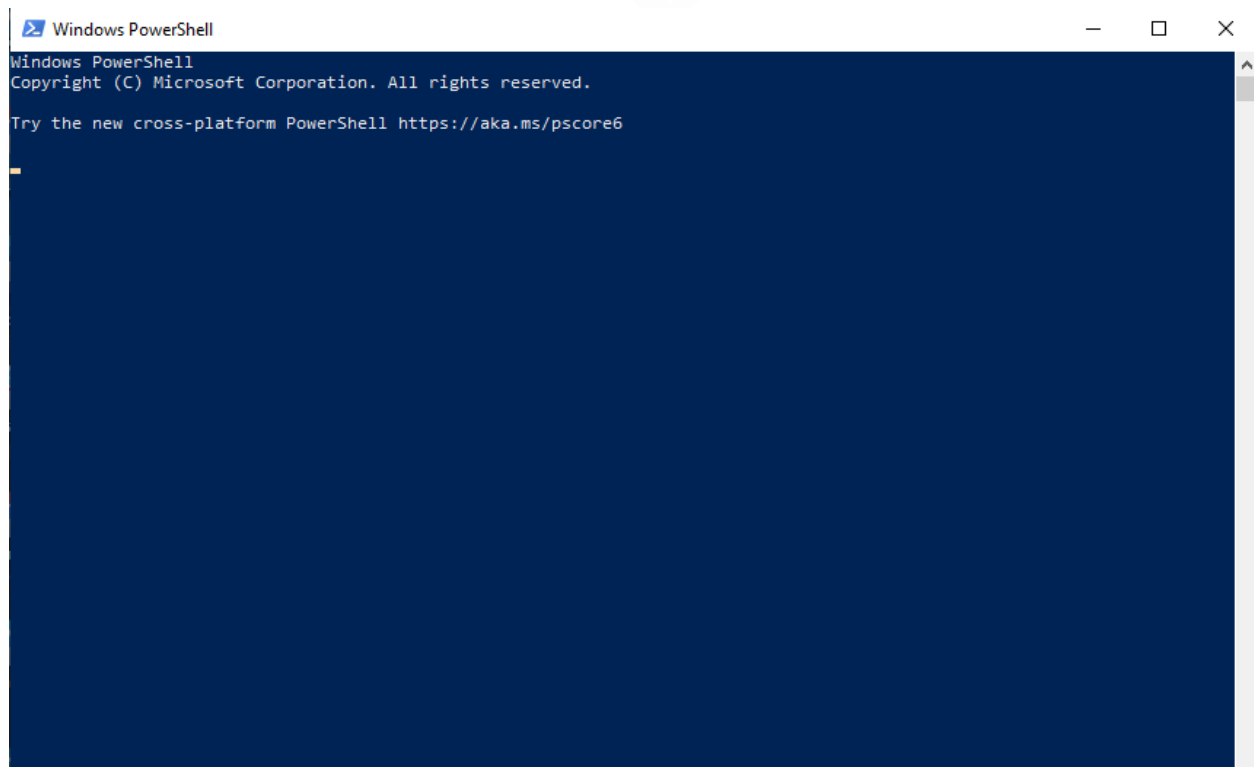 Windows PowerShell
Windows PowerShell
Copyright (C) Microsoft Corporation. All rights reserved.
Try the new cross-platform PowerShell https://aka.ms/pscore6